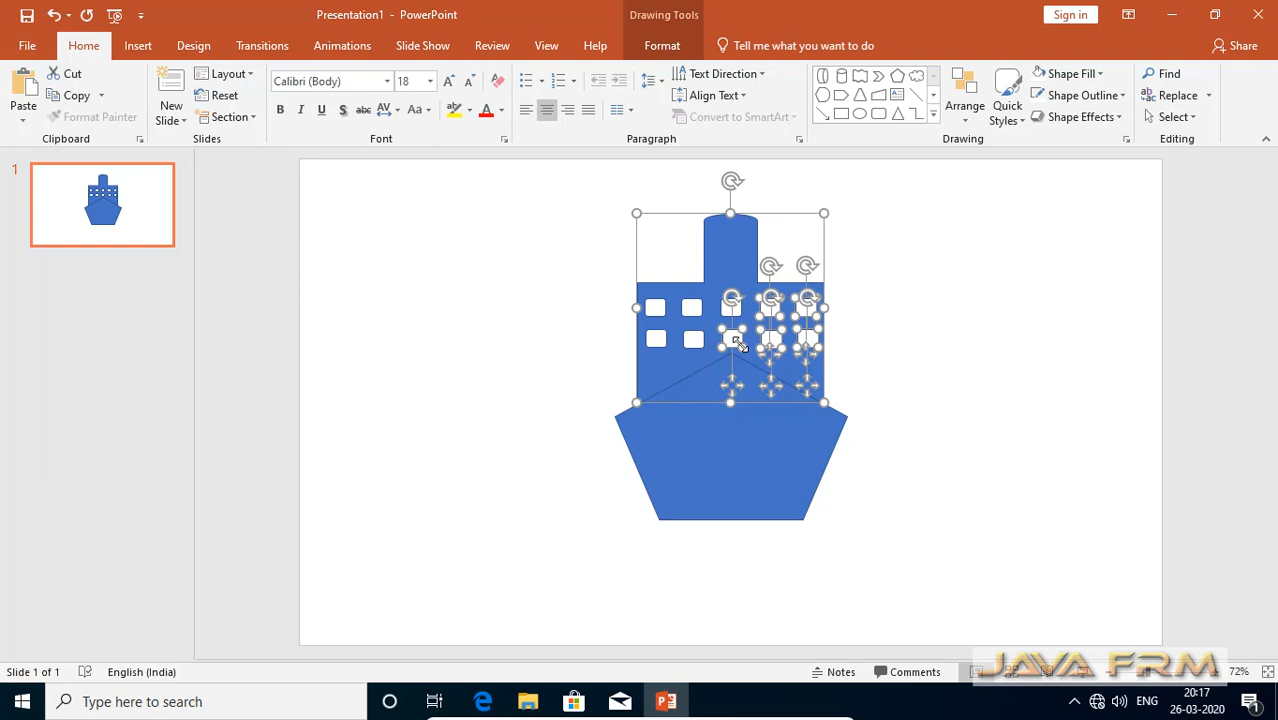 Presentation1 - PowerPoint
Drawing Tools
Sign in
File
Home
Insert
Design
Transitions
Animations
Slide Show
Review
View
Help
Format
Tell me what you want to do
Share
Paste
Cut
Copy
Format Painter
Clipboard
New Slide
Layout
Reset
Section
Slides
Calibri (Body)
18
B I U S abc AV Aa A
Font
Text Direction
Align Text
Convert to SmartArt
Paragraph
Arrange
Quick Styles
Shape Fill
Shape Outline
Shape Effects
Drawing
Find
Replace
Select
Editing
1
Slide 1 of 1
English (India)
Notes
Comments
72%
JAVA FRM
Type here to search
ENG
20:17
26-03-2020
1